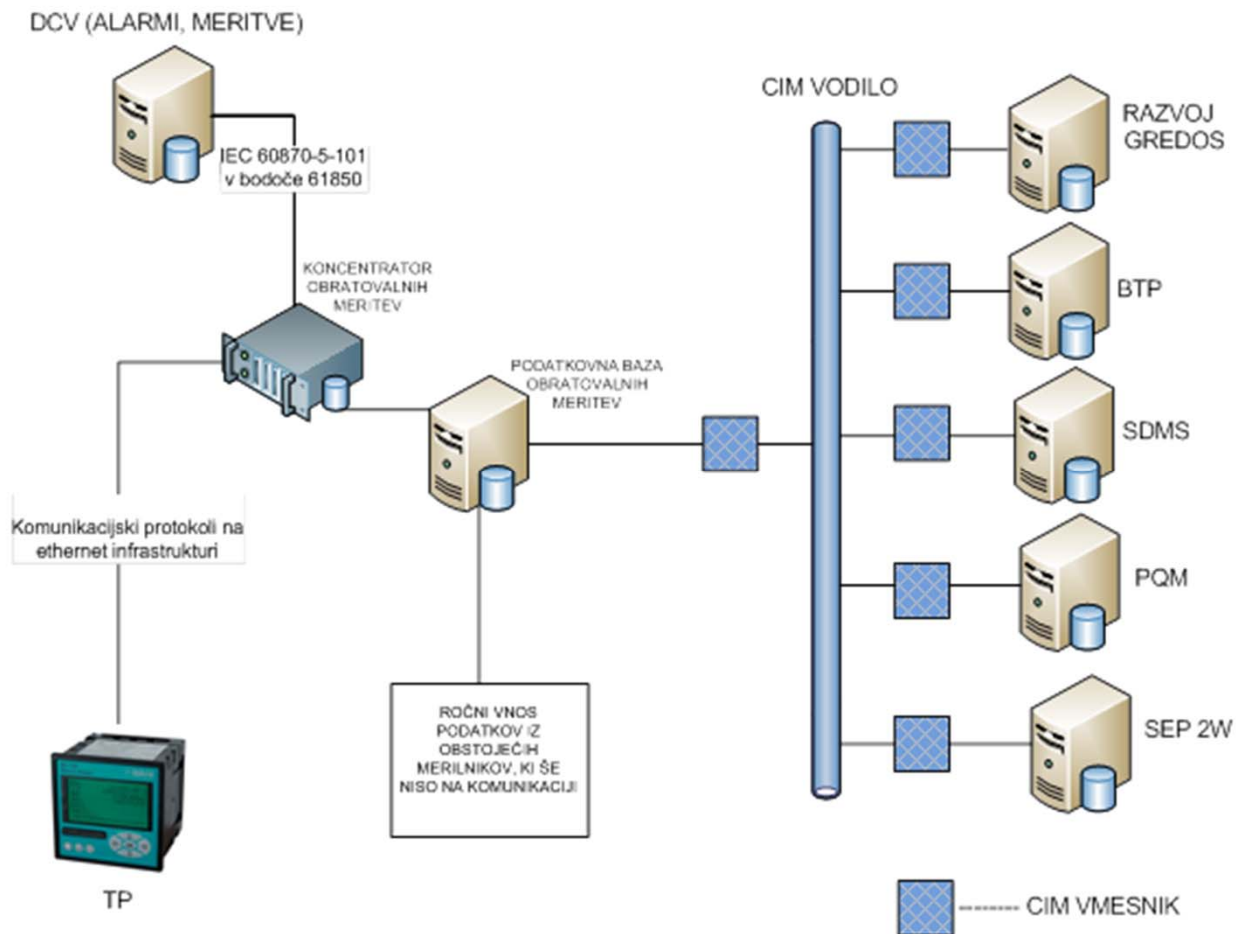 DCV (ALARMI, MERITVE)
IEC 60870-5-101
v bodoče 61850
KONCENTRATOR
OBRATOVALNIH
MERITEV
PODATKOVNA BAZA
OBRATOVALNIH
MERITEV
Komunikacijski protokoli na
ethernet infrastrukturi
ROČNI VNOS
PODATKOV IZ
OBSTOJEČIH
MERILNIKOV, KI ŠE
NISO NA KOMUNIKACIJI
TP
CIM VODILO
RAZVOJ
GREDOS
BTP
SDMS
PQM
SEP 2W
CIM VMESNIK